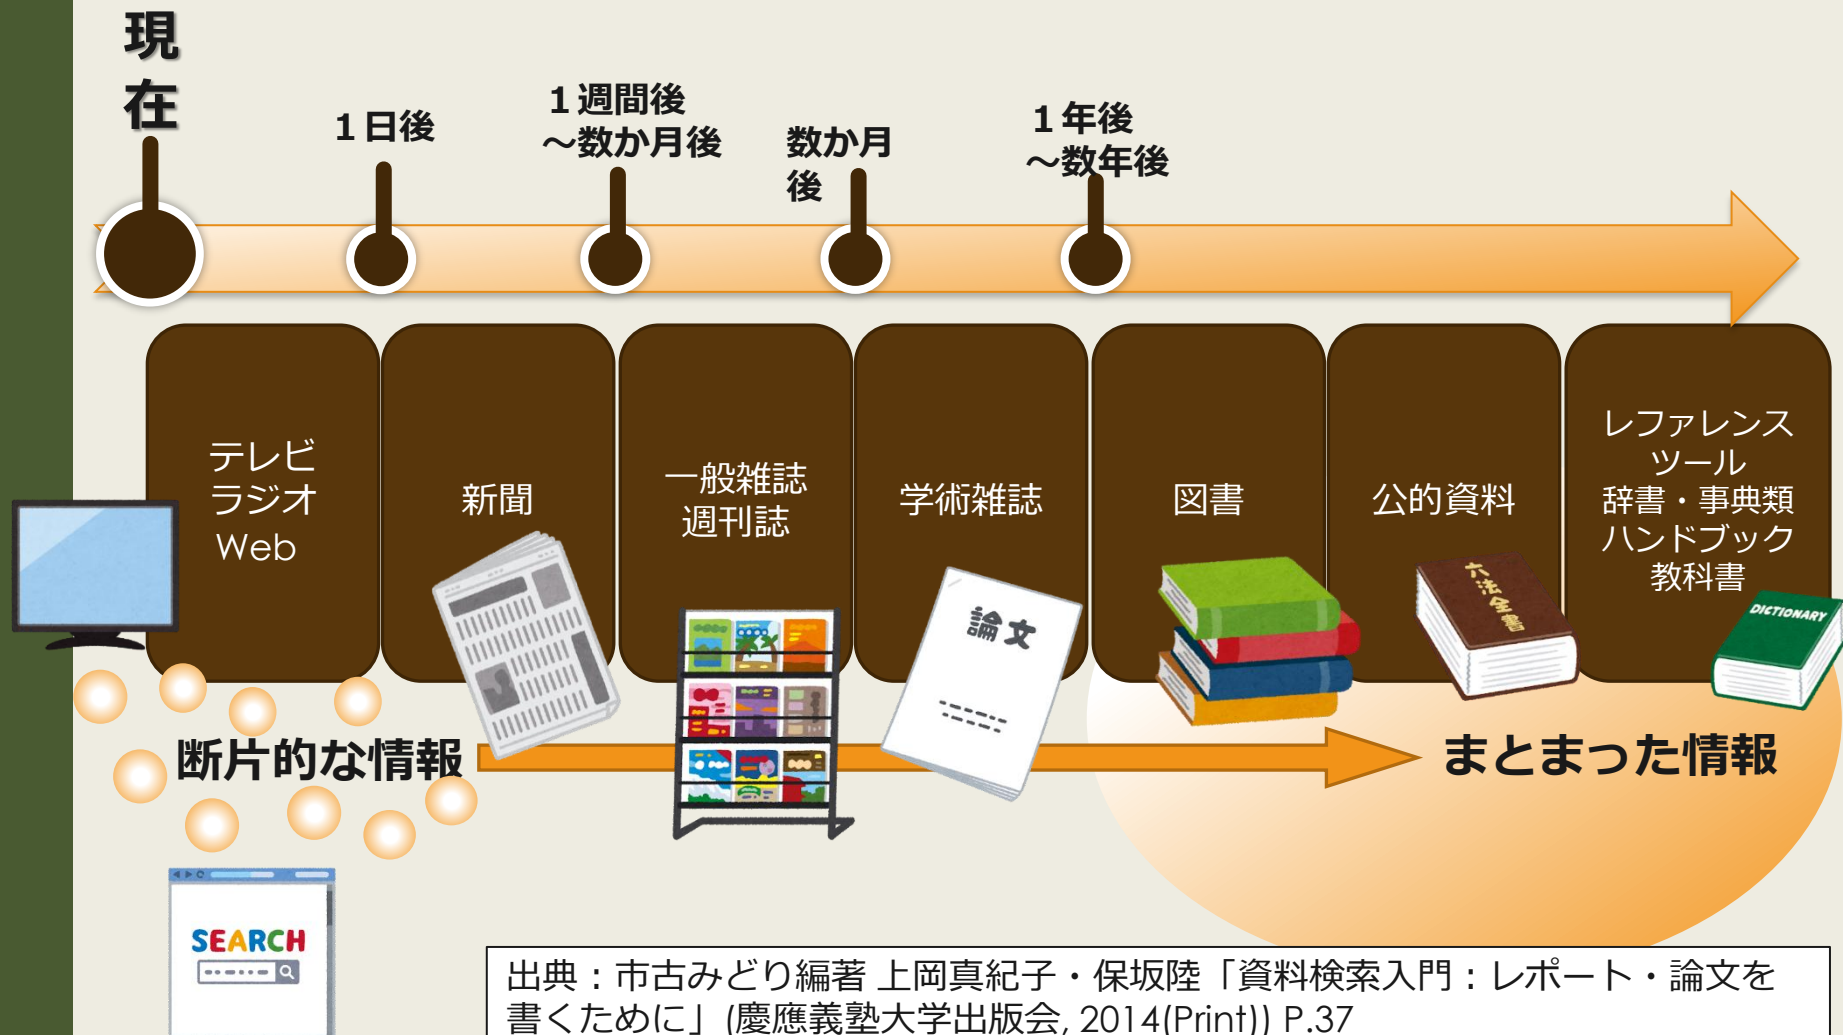 現
在
１日後
１週間後
～数か月後
数か月
後
１年後
～数年後
テレビ
ラジオ
Web
新聞
一般雑誌
週刊誌
学術雑誌
図書
公的資料
レファレンス
ツール
辞書・事典類
ハンドブック
教科書
論文
六法全書
DICTIONARY
断片的な情報
まとまった情報
SEARCH
出典：市古みどり編著 上岡真紀子・保坂陸「資料検索入門：レポート・論文を
書くために」(慶應義塾大学出版会, 2014(Print)) P.37